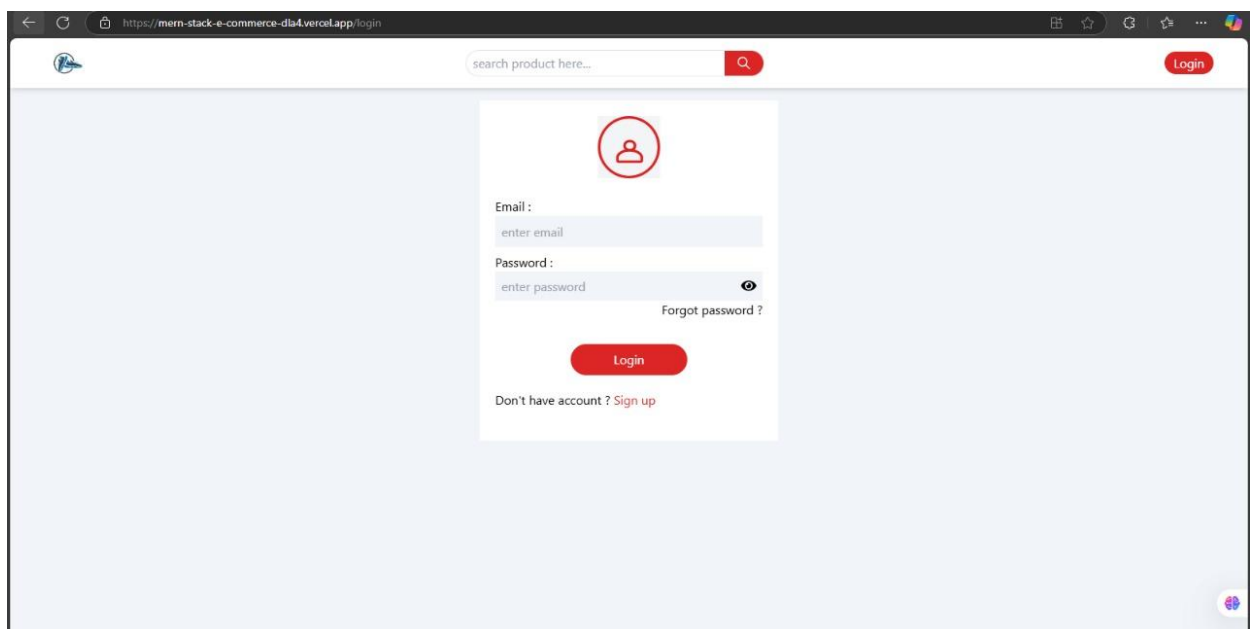 https://mern-stack-e-commerce-dla4.vercel.app/login
search product here...
Login
Email :
enter email
Password :
enter password
Forgot password ?
Login
Don't have account ? Sign up